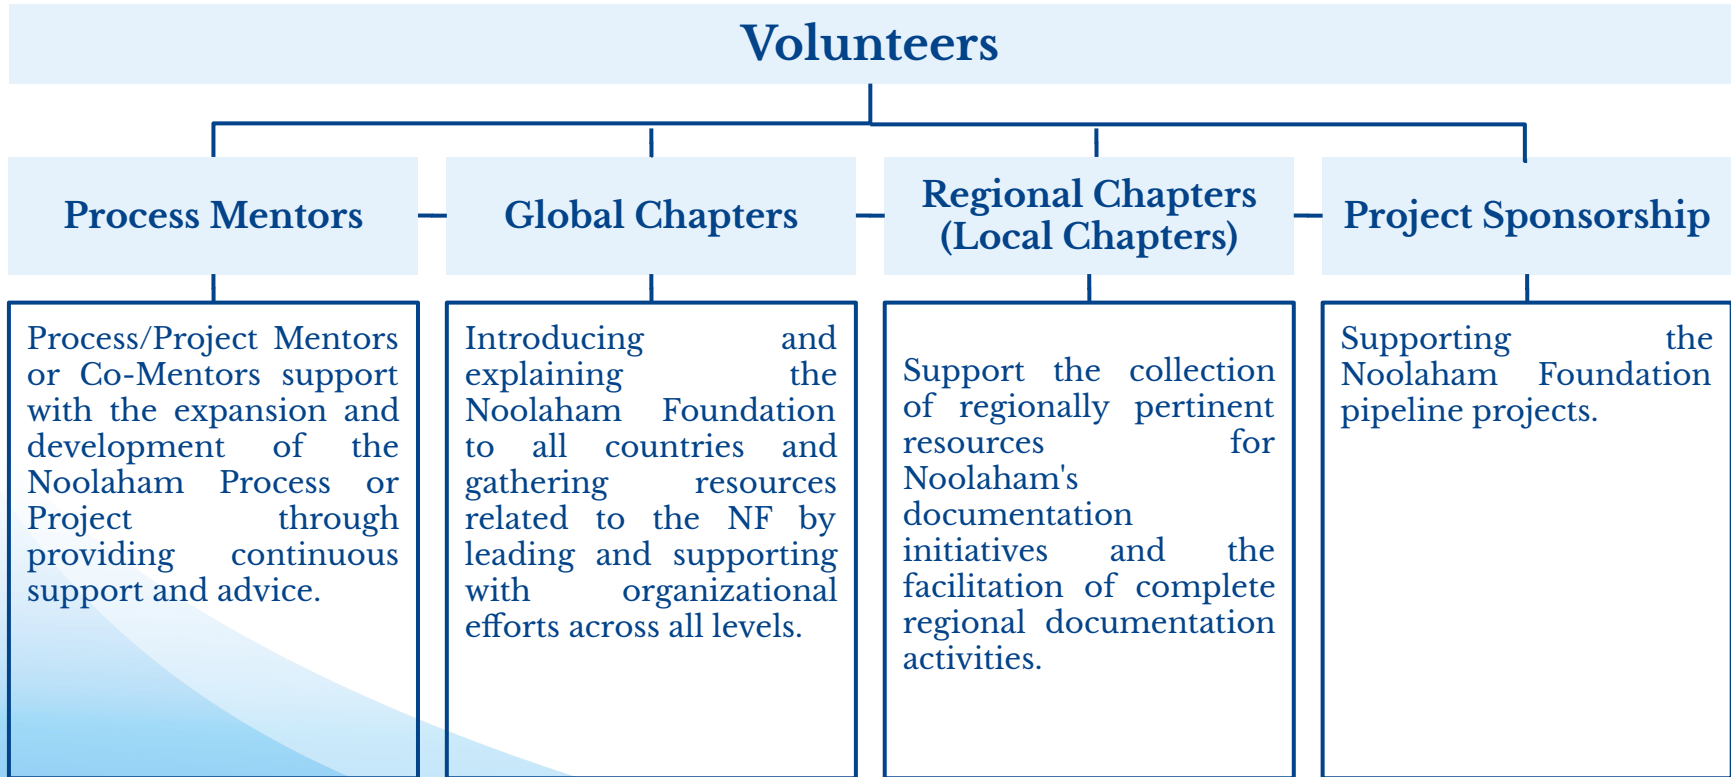 Volunteers
Process Mentors
Global Chapters
Regional Chapters
(Local Chapters)
Project Sponsorship
Process/Project Mentors
or Co-Mentors support
with the expansion and
development of the
Noolaham Process or
Project through
providing continuous
support and advice.
Introducing and
explaining the
Noolaham Foundation
to all countries and
gathering resources
related to the NF by
leading and supporting
with organizational
efforts across all levels.
Support the collection
of regionally pertinent
resources for
Noolaham's
documentation
initiatives and the
facilitation of complete
regional documentation
activities.
Supporting the
Noolaham Foundation
pipeline projects.